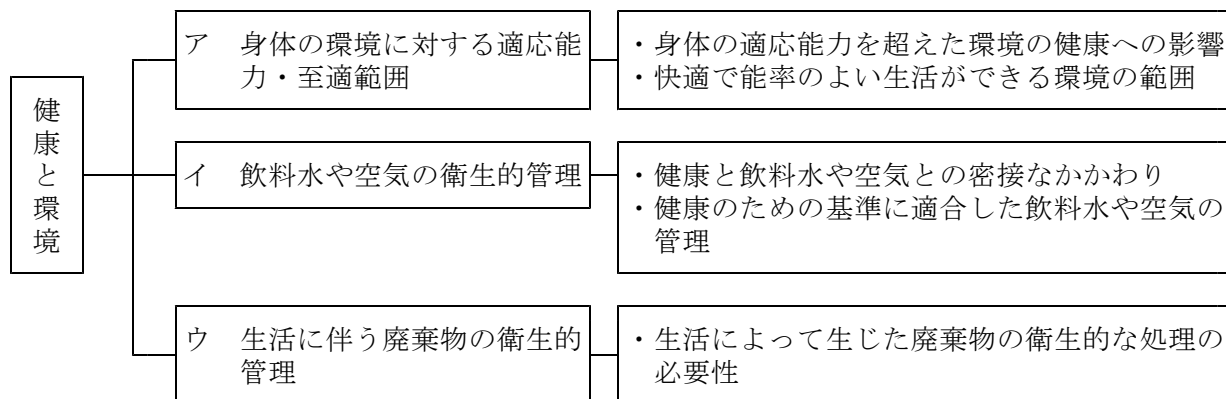 健康と環境
ア　身体の環境に対する適応能
力・至適範囲
・身体の適応能力を超えた環境の健康への影響
・快適で能率のよい生活ができる環境の範囲
イ　飲料水や空気の衛生的管理
・健康と飲料水や空気との密接なかかわり
・健康のための基準に適合した飲料水や空気の
管理
ウ　生活に伴う廃棄物の衛生的
管理
・生活によって生じた廃棄物の衛生的な処理の
必要性